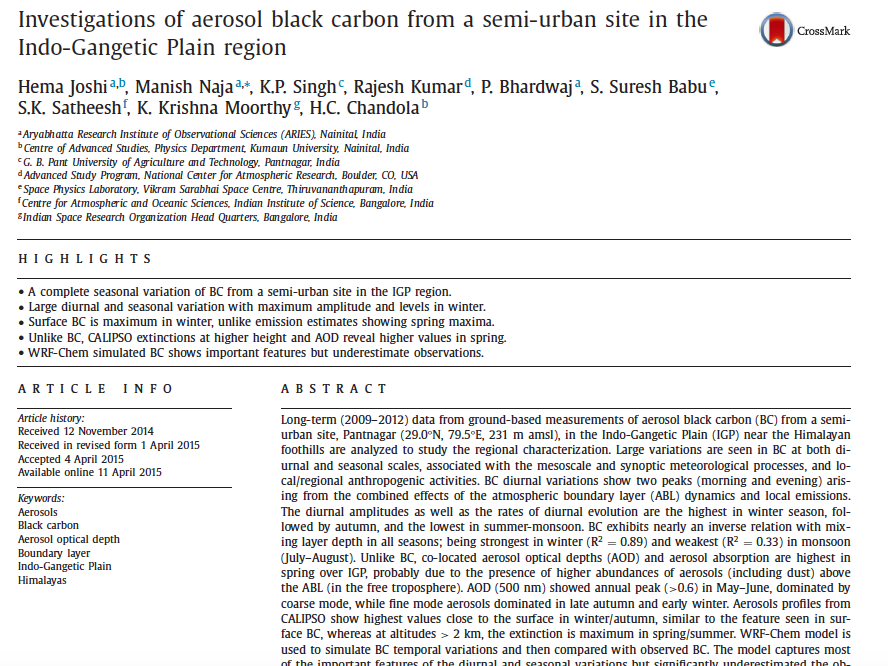 Investigations of aerosol black carbon from a semi-urban site in the
Indo-Gangetic Plain region
CrossMark
Hema Joshi a,b, Manish Naja a,*, K.P. Singh c, Rajesh Kumar d, P. Bhardwaj a, S. Suresh Babu e,
S.K. Satheesh f, K. Krishna Moorthy g, H.C. Chandola b
a Aryabhatta Research Institute of Observational Sciences (ARIES), Nainital, India
b Centre of Advanced Studies, Physics Department, Kumaun University, Nainital, India
c G. B. Pant University of Agriculture and Technology, Pantnagar, India
d Advanced Study Program, National Center for Atmospheric Research, Boulder, CO, USA
e Space Physics Laboratory, Vikram Sarabhai Space Centre, Thiruvananthapuram, India
f Centre for Atmospheric and Oceanic Sciences, Indian Institute of Science, Bangalore, India
g Indian Space Research Organization Head Quarters, Bangalore, India
HIGHLIGHTS
• A complete seasonal variation of BC from a semi-urban site in the IGP region.
• Large diurnal and seasonal variation with maximum amplitude and levels in winter.
• Surface BC is maximum in winter, unlike emission estimates showing spring maxima.
• Unlike BC, CALIPSO extinctions at higher height and AOD reveal higher values in spring.
• WRF-Chem simulated BC shows important features but underestimate observations.
ARTICLE INFO
Article history:
Received 12 November 2014
Received in revised form 1 April 2015
Accepted 4 April 2015
Available online 11 April 2015
Keywords:
Aerosols
Black carbon
Aerosol optical depth
Boundary layer
Indo-Gangetic Plain
Himalayas
ABSTRACT
Long-term (2009–2012) data from ground-based measurements of aerosol black carbon (BC) from a semi-
urban site, Pantnagar (29.0°N, 79.5°E, 231 m amsl), in the Indo-Gangetic Plain (IGP) near the Himalayan
foothills are analyzed to study the regional characterization. Large variations are seen in BC at both di-
urnal and seasonal scales, associated with the mesoscale and synoptic meteorological processes, and lo-
cal/regional anthropogenic activities. BC diurnal variations show two peaks (morning and evening) aris-
ing from the combined effects of the atmospheric boundary layer (ABL) dynamics and local emissions.
The diurnal amplitudes as well as the rates of diurnal evolution are the highest in winter season, fol-
lowed by autumn, and the lowest in summer-monsoon. BC exhibits nearly an inverse relation with mix-
ing layer depth in all seasons; being strongest in winter (R² = 0.89) and weakest (R² = 0.33) in monsoon
(July–August). Unlike BC, co-located aerosol optical depths (AOD) and aerosol absorption are highest in
spring over IGP, probably due to the presence of higher abundances of aerosols (including dust) above
the ABL (in the free troposphere). AOD (500 nm) showed annual peak (>0.6) in May–June, dominated by
coarse mode, while fine mode aerosols dominated in late autumn and early winter. Aerosols profiles from
CALIPSO show highest values close to the surface in winter/autumn, similar to the feature seen in sur-
face BC, whereas at altitudes > 2 km, the extinction is maximum in spring/summer. WRF-Chem model is
used to simulate BC temporal variations and then compared with observed BC. The model captures most
of the important features of the diurnal and seasonal variations but significantly underestimated the ob-